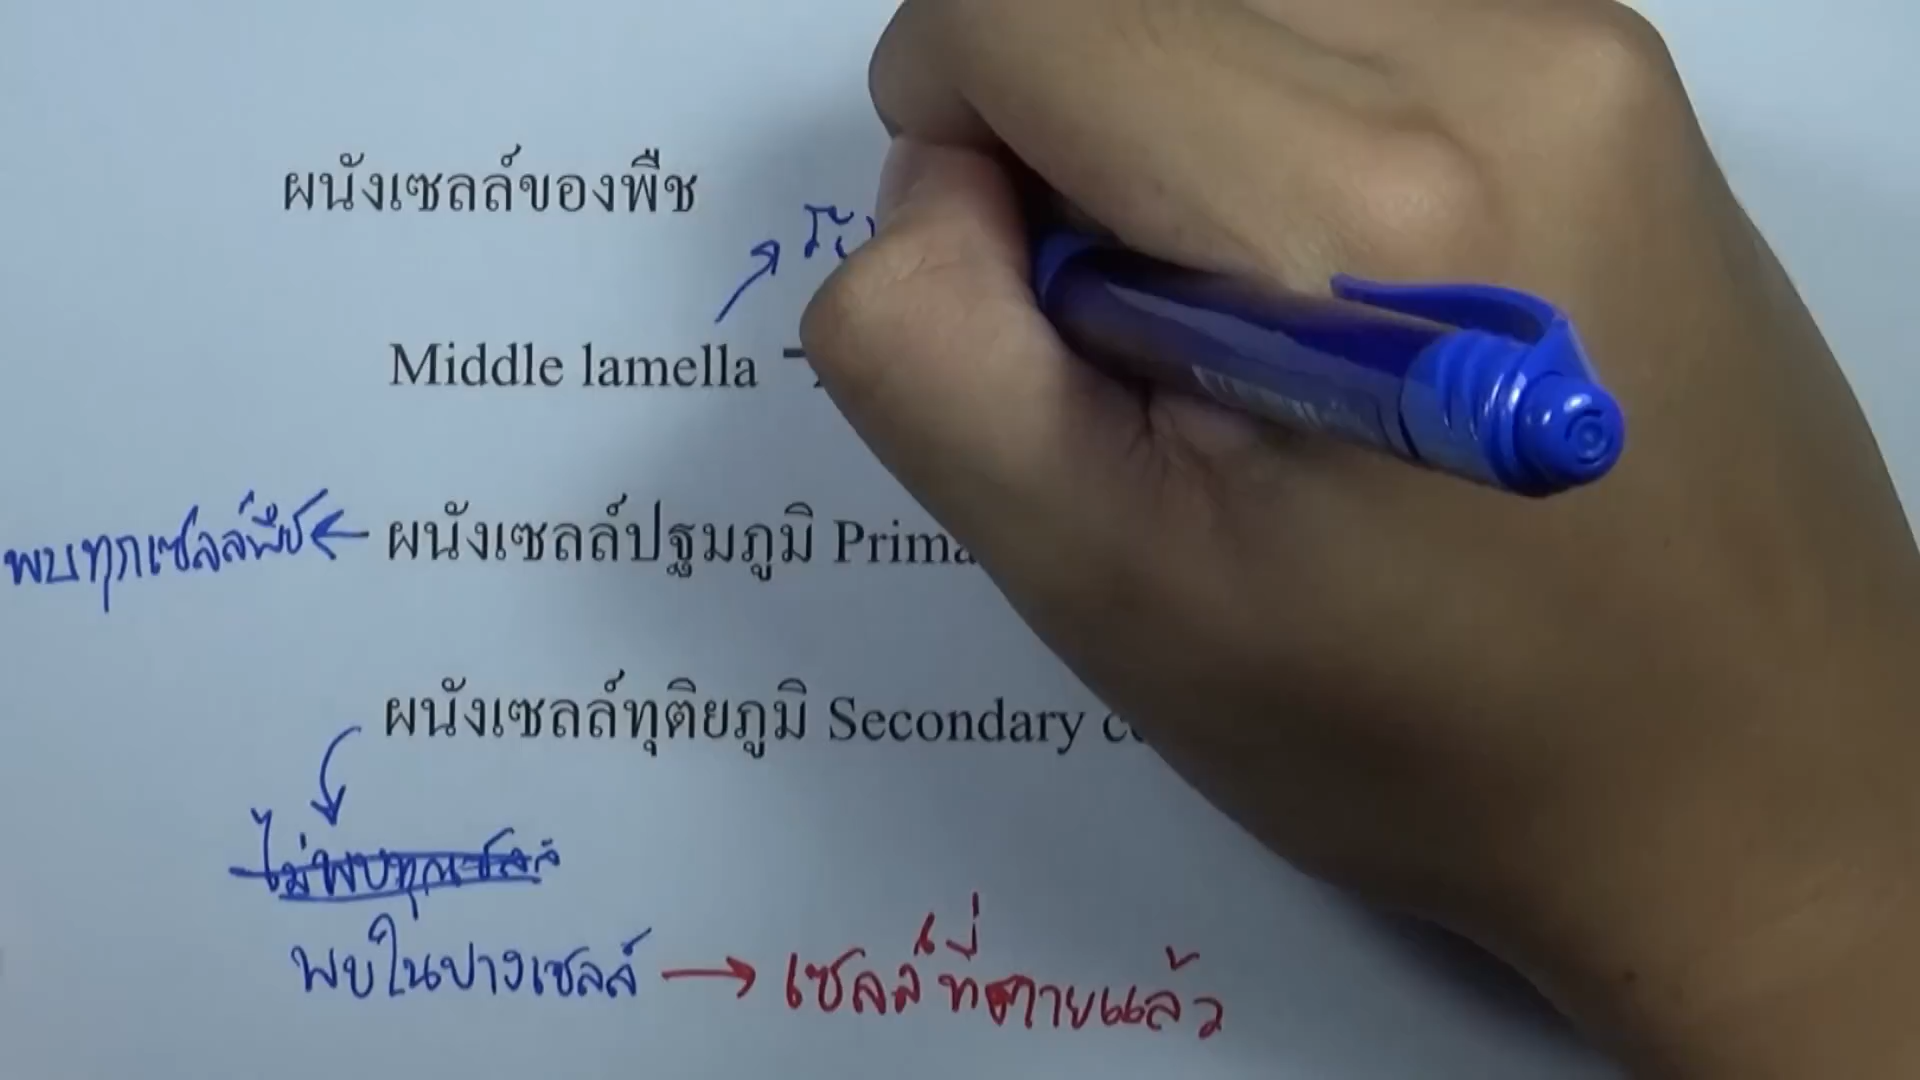 ผนังเซลล์ของพืช
Middle lamella
พบทุกเซลล์พืช ← ผนังเซลล์ปฐมภูมิ Prima
ผนังเซลล์ทุติยภูมิ Secondary c
ไม่พบทุกเซลล์
พบในบางเซลล์ → เซลล์ที่ตายแล้ว